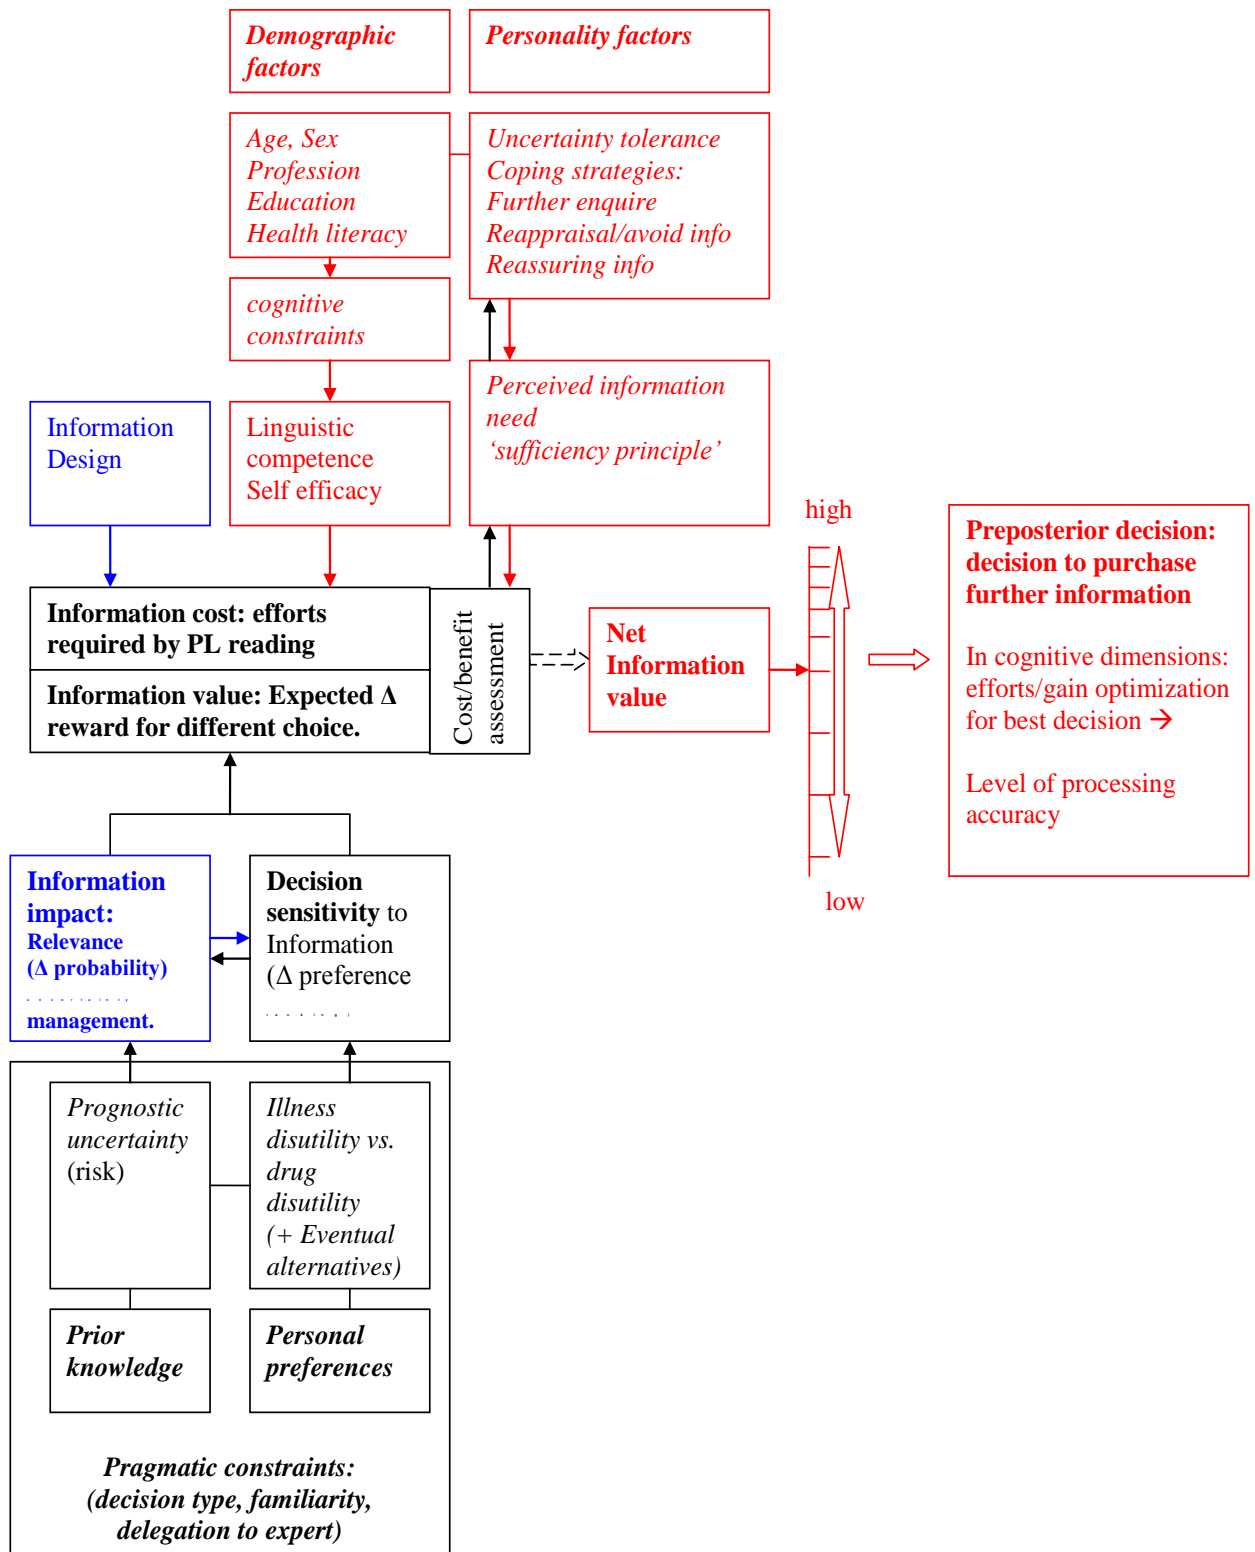 Demographic
factors
Personality factors
Age, Sex
Profession
Education
Health literacy
Uncertainty tolerance
Coping strategies:
Further enquire
Reappraisal/avoid info
Reassuring info
cognitive
constraints
Perceived information
need
‘sufficiency principle’
Information
Design
Linguistic
competence
Self efficacy
Information cost: efforts
required by PL reading
Information value: Expected Δ
reward for different choice.
Cost/benefit
assessment
Net
Information
value
high
low
Preposterior decision:
decision to purchase
further information
In cognitive dimensions:
efforts/gain optimization
for best decision →
Level of processing
accuracy
Information
impact:
Relevance
(Δ probability)
management.
Decision
sensitivity to
Information
(Δ preference
Prognostic
uncertainty
(risk)
Illness
disutility vs.
drug
disutility
(+ Eventual
alternatives)
Prior
knowledge
Personal
preferences
Pragmatic constraints:
(decision type, familiarity,
delegation to expert)